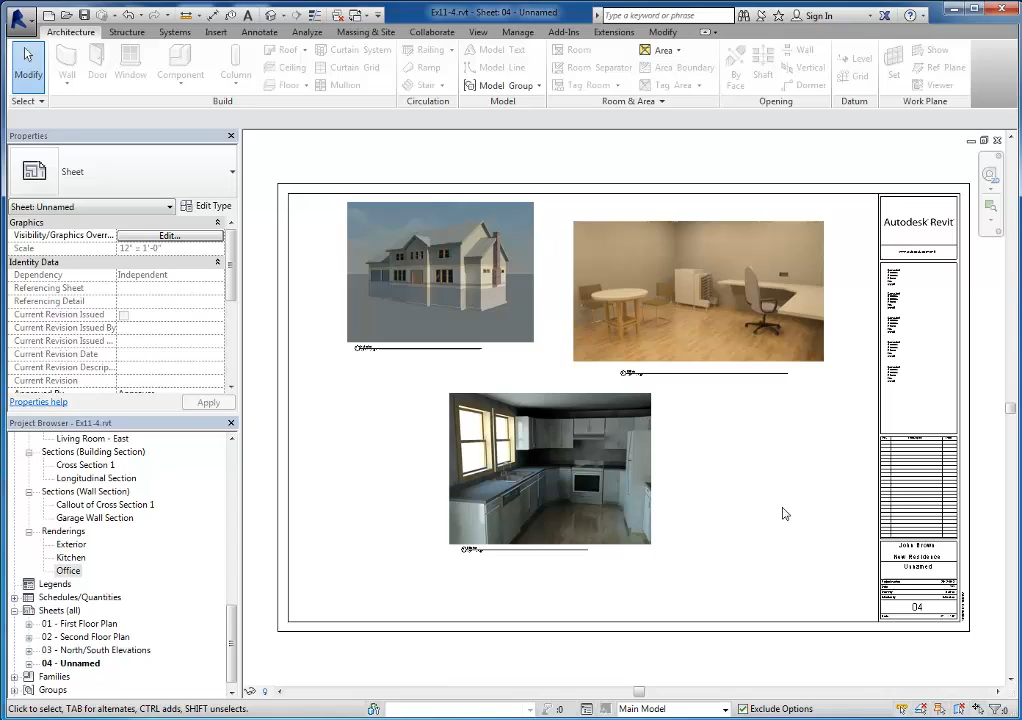 Ex11-4.rvt - Sheet: 04 - Unnamed
Type a keyword or phrase
Sign In
Architecture Structure Systems Insert Annotate Analyze Massing & Site Collaborate View Manage Add-Ins Extensions Modify
Modify
Wall Door Window Component Column
Roof Curtain System
Ceiling Curtain Grid
Floor Mullion
Railing
Ramp
Stair
Model Text
Model Line
Model Group
Room
Room Separator
Tag Room
Area
Area Boundary
Tag Area
By Face
Shaft
Wall
Vertical
Dormer
Level
Grid
Set
Show
Ref Plane
Viewer
Select Build Circulation Model Room & Area Opening Datum Work Plane
Properties
Sheet
Sheet: Unnamed
Edit Type
Graphics
Visibility/Graphics Overr... Edit...
Scale 12" = 1'-0"
Identity Data
Dependency Independent
Referencing Sheet
Referencing Detail
Current Revision Issued
Current Revision Issued By
Current Revision Issued ...
Current Revision Date
Current Revision Descrip...
Current Revision
Properties help
Apply
Project Browser - Ex11-4.rvt
Living Room - East
Sections (Building Section)
Cross Section 1
Longitudinal Section
Sections (Wall Section)
Callout of Cross Section 1
Garage Wall Section
Renderings
Exterior
Kitchen
Office
Legends
Schedules/Quantities
Sheets (all)
01 - First Floor Plan
02 - Second Floor Plan
03 - North/South Elevations
04 - Unnamed
Families
Groups
Autodesk Revit
John Brown
New Residence
Unnamed
04
Click to select, TAB for alternates, CTRL adds, SHIFT unselects.
:0
Main Model
Exclude Options
:0